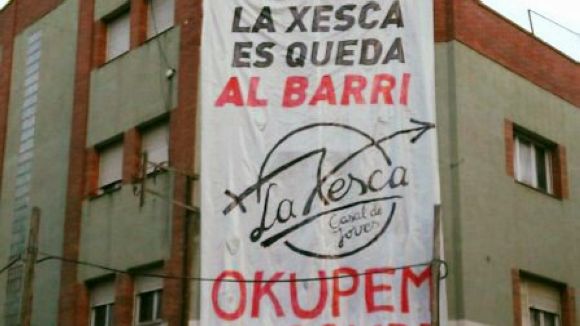 LA XESCA
ES QUEDA
AL BARRI
La Xesca
Casal de
Joves
OKUPEM